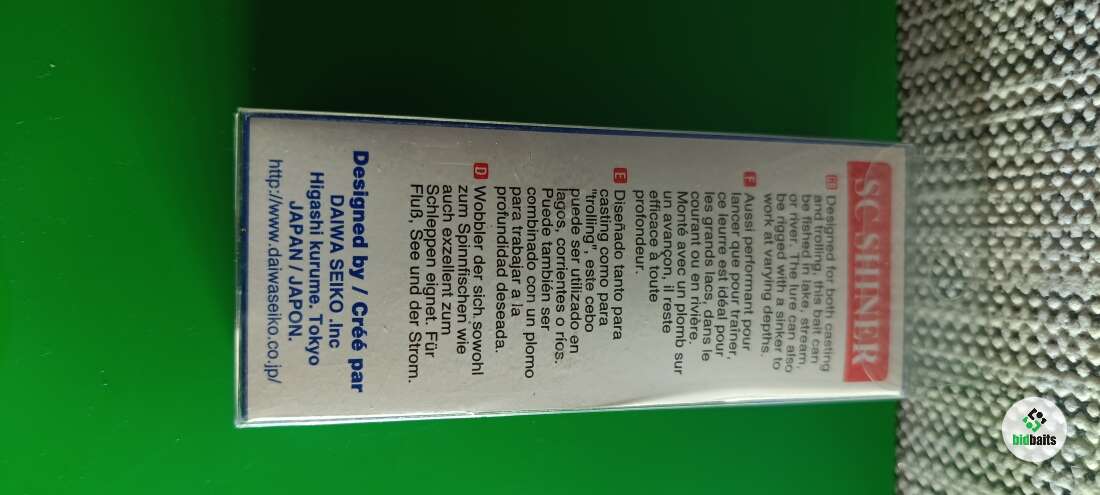 SC SHINER
Designed for both casting
and trolling, this bait can
be fished in lake, stream,
or river. The lure can also
be rigged with a sinker to
work at varying depths.
F Aussi performant pour
lancer que pour traîner,
ce leurre est idéal pour
les grands lacs, dans le
courant ou en rivière.
Monté avec un plomb sur
un avançon, il reste
efficace à toute
profondeur.
E Diseñado tanto para
casting como para
"trolling", este cebo
puede ser utilizado en
lagos, corrientes o ríos.
Puede también ser
combinado con un plomo
para trabajar a la
profundidad deseada.
D Wobbler der sich sowohl
zum Spinnfischen wie
auch exzellent zum
Schleppen eignet. Für
Fluß, See und der Strom.
Designed by / Créé par
DAIWA SEIKO .Inc
Higashi kurume. Tokyo
JAPAN / JAPON.
http://www.daiwaseiko.co.jp/
bidbaits